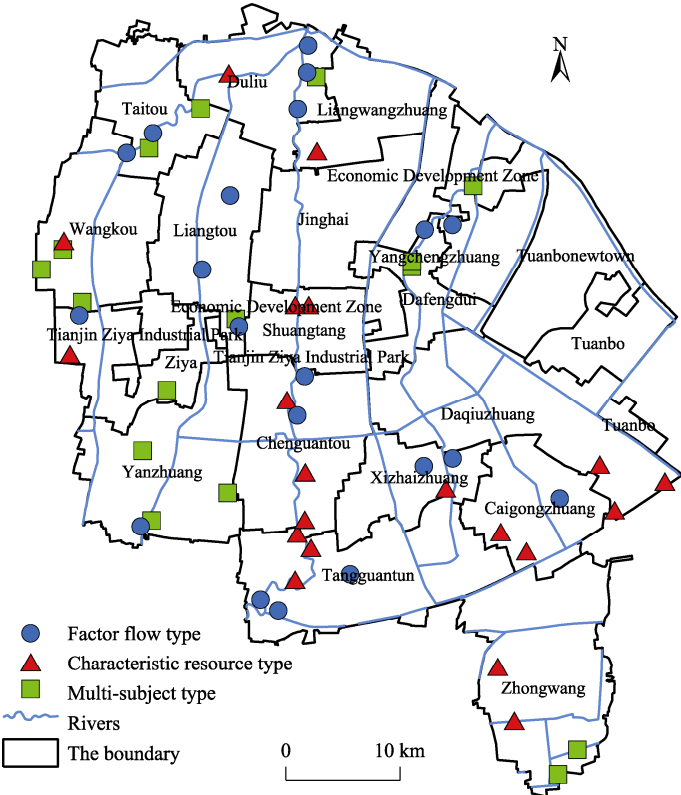 N
Duliu
Taitou
Liangwangzhuang
Economic Development Zone
Jinghai
Wangkou
Liangtou
Yangchengzhuang
Tuanbonewtown
Dafengdui
Economic Development Zone
Tianjin Ziya Industrial Park
Shuangtang
Tuanbo
Ziya
Tianjin Ziya Industrial Park
Daqiuzhuang
Tuanbo
Chenguantou
Yanzhuang
Xizhaizhuang
Caigongzhuang
Tangguantun
Zhongwang
Factor flow type
Characteristic resource type
Multi-subject type
Rivers
The boundary
0 10 km